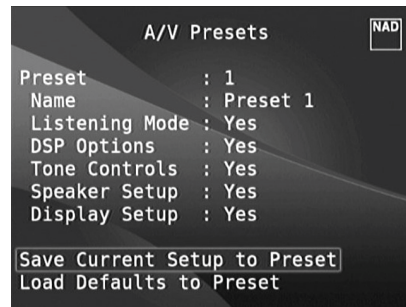 A/V Presets
NAD
Preset : 1
Name : Preset 1
Listening Mode : Yes
DSP Options : Yes
Tone Controls : Yes
Speaker Setup : Yes
Display Setup : Yes
Save Current Setup to Preset
Load Defaults to Preset